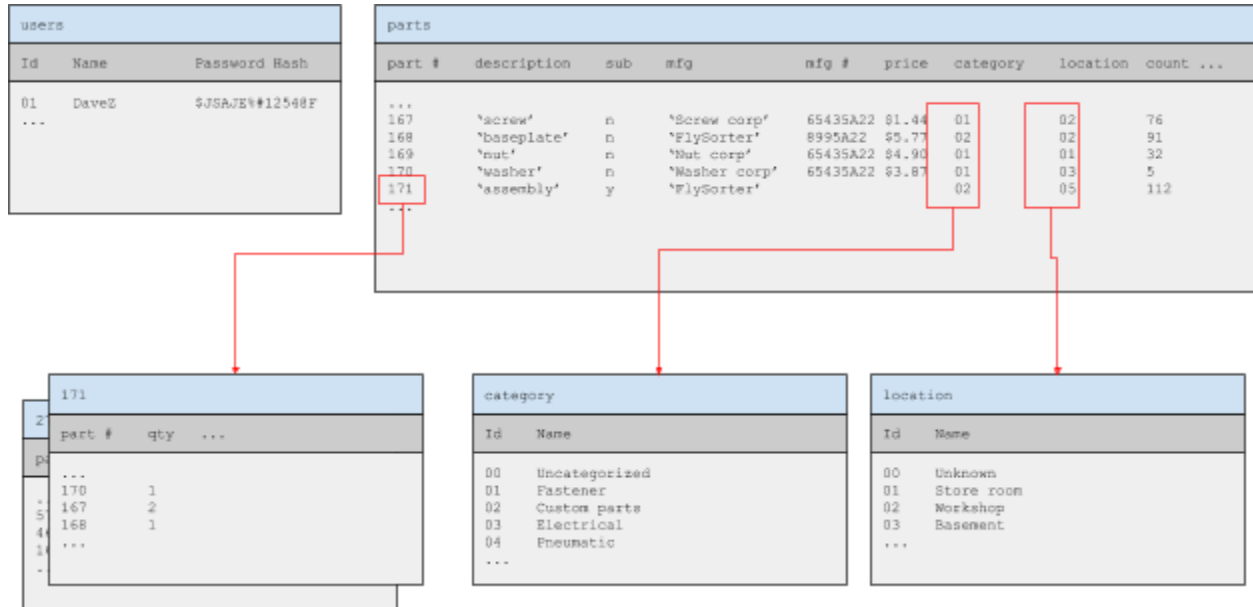 users
Id Name Password Hash
01 DaveZ $JSAJE%#12548F
...
parts
part # description sub mfg mfg # price category location count ...
...
167 'screw' n 'Screw corp' 65435A22 $1.44 01 02 76
168 'baseplate' n 'FlySorter' 8995A22 $5.77 02 02 91
169 'nut' n 'Nut corp' 65435A22 $4.90 01 01 32
170 'washer' n 'Washer corp' 65435A22 $3.87 01 03 5
171 'assembly' y 'FlySorter' 02 05 112
...
171
part # qty ...
...
170 1
167 2
168 1
...
category
Id Name
00 Uncategorized
01 Fastener
02 Custom parts
03 Electrical
04 Pneumatic
...
location
Id Name
00 Unknown
01 Store room
02 Workshop
03 Basement
...